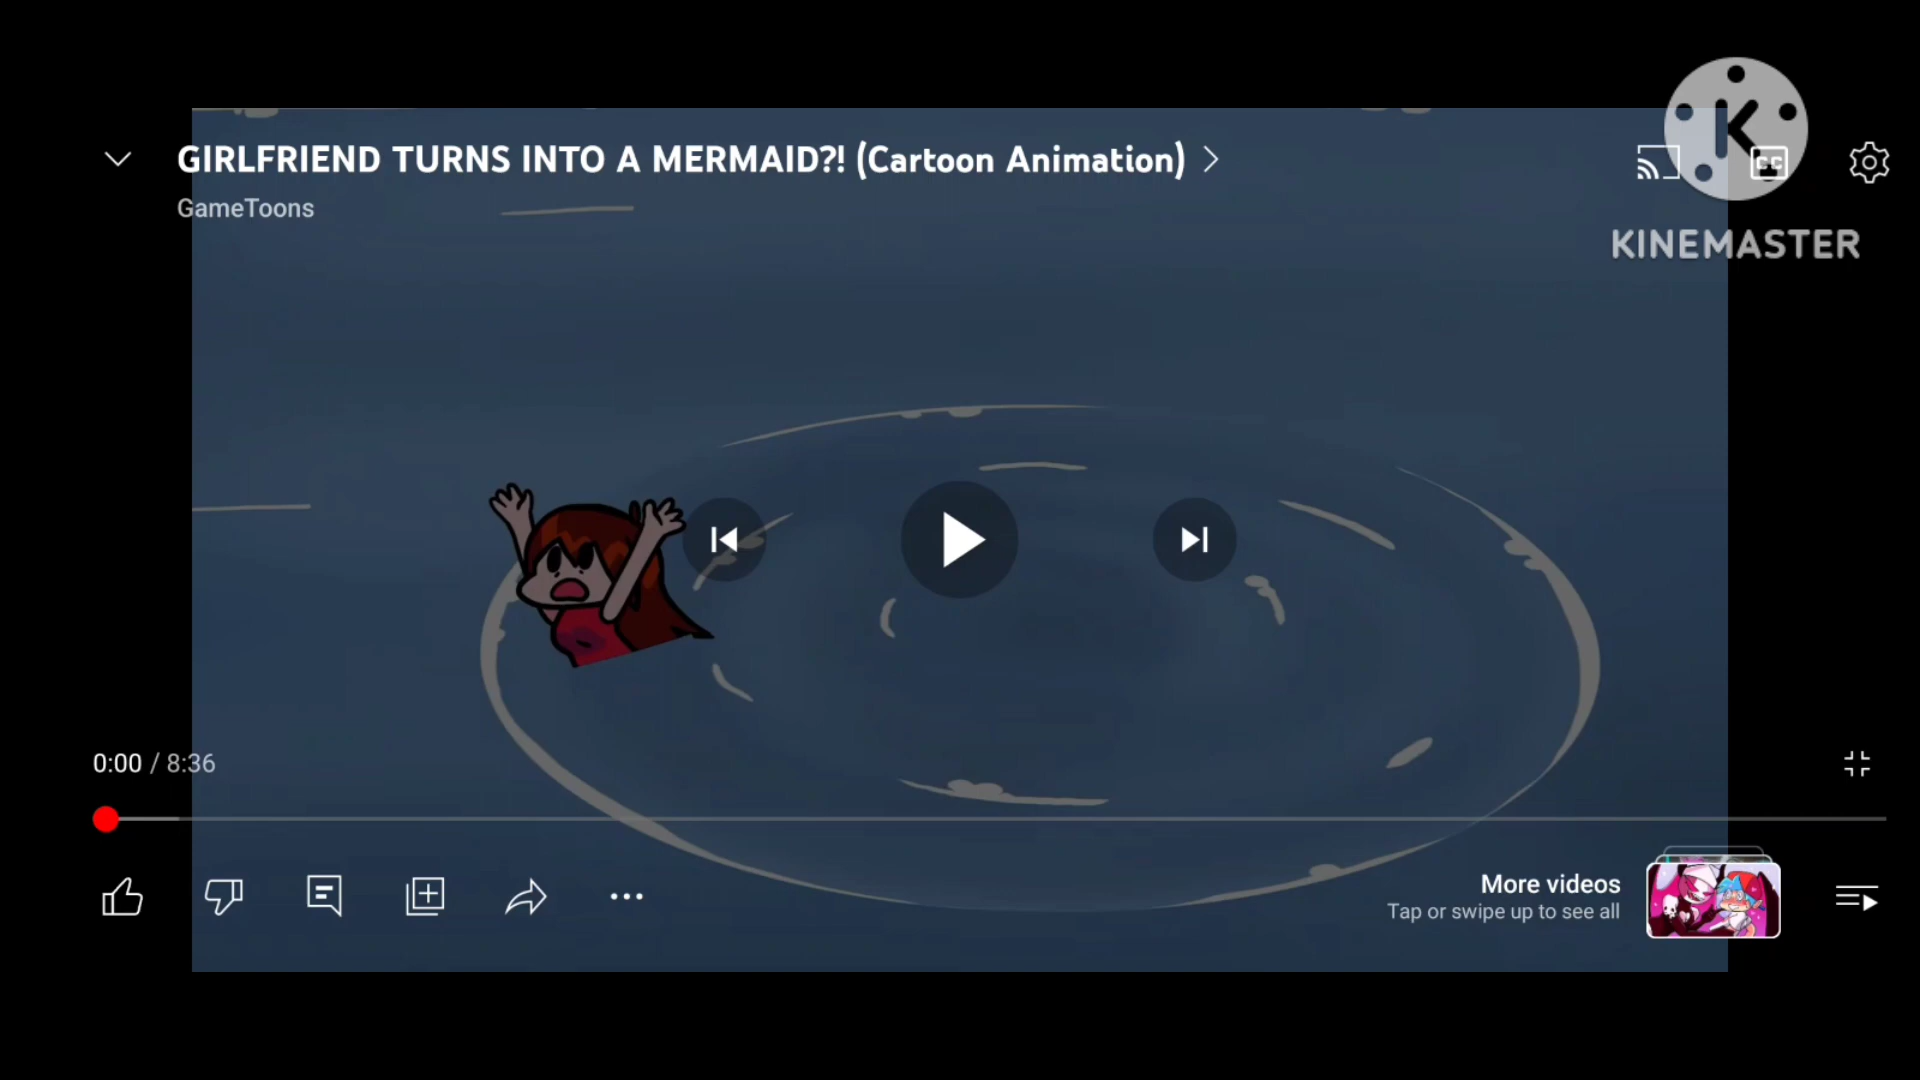 GIRLFRIEND TURNS INTO A MERMAID?! (Cartoon Animation)
GameToons
K
CC
KINEMASTER
0:00 / 8:36
More videos
Tap or swipe up to see all